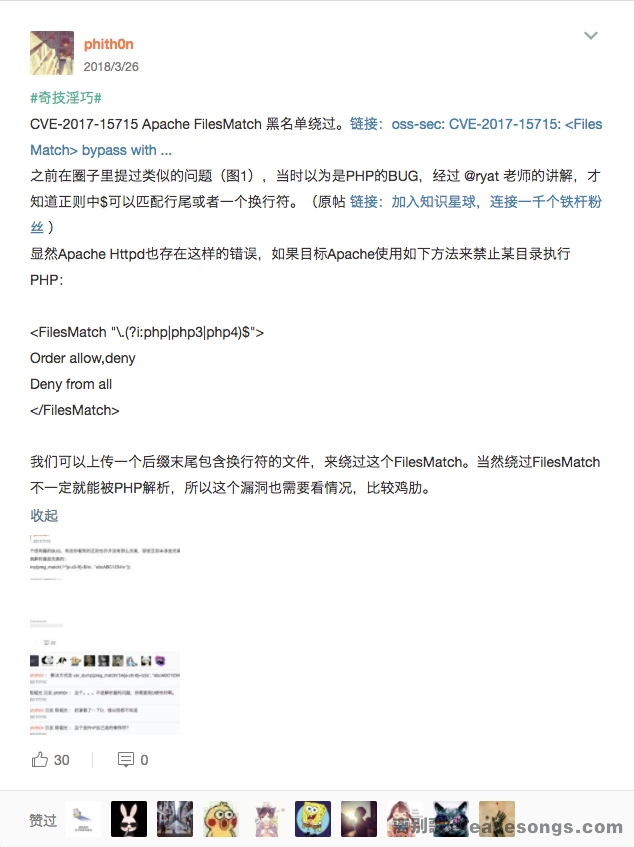 phith0n
2018/3/26
#奇技淫巧#
CVE-2017-15715 Apache FilesMatch 黑名单绕过。链接：oss-sec: CVE-2017-15715: <Files
Match> bypass with ...
之前在圈子里提过类似的问题（图1），当时以为是PHP的BUG，经过 @ryat 老师的讲解，才
知道正则中$可以匹配行尾或者一个换行符。（原帖 链接：加入知识星球，连接一千个铁杆粉
丝 ）
显然Apache Httpd也存在这样的错误，如果目标Apache使用如下方法来禁止某目录执行
PHP：
<FilesMatch "\.(?i:php|php3|php4)$">
Order allow,deny
Deny from all
</FilesMatch>
我们可以上传一个后缀末尾包含换行符的文件，来绕过这个FilesMatch。当然绕过FilesMatch
不一定就能被PHP解析，所以这个漏洞也需要看情况，比较鸡肋。
收起
30
0
赞过
离别歌 leavesongs.com